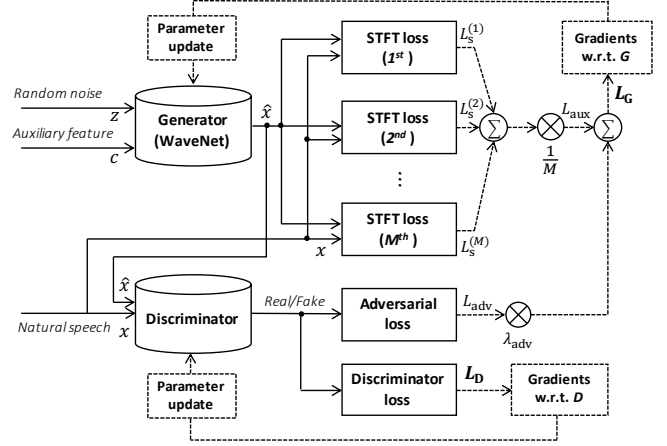 Parameter
update
Random noise
z
Auxiliary feature
c
Generator
(WaveNet)
x̂
STFT loss
(1ˢᵗ)
L_s^{(1)}
STFT loss
(2ⁿᵈ)
L_s^{(2)}
⋮
STFT loss
(Mᵗʰ)
L_s^{(M)}
x
Σ
1/M
L_aux
Σ
L_G
Gradients
w.r.t. G
Natural speech
x̂
x
Discriminator
Real/Fake
Adversarial
loss
L_adv
λ_adv
Discriminator
loss
L_D
Gradients
w.r.t. D
Parameter
update